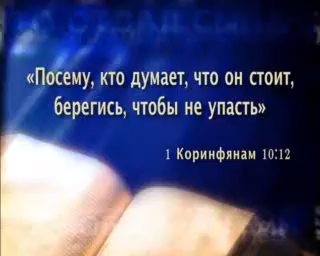 «Посему, кто думает, что он стоит,
берегись, чтобы не упасть»
1 Коринфянам 10:12